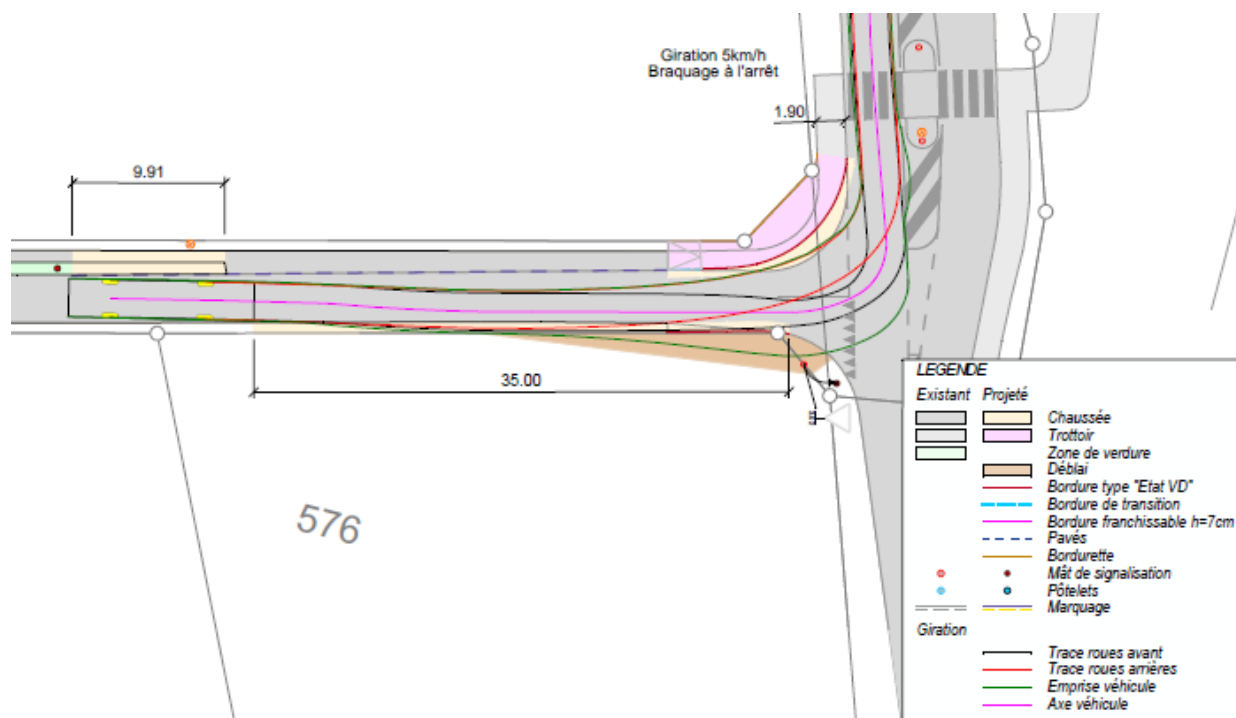 Giration 5km/h
Braquage à l'arrêt
1.90
9.91
35.00
576
LEGENDE
Existant Projeté
Chaussée
Trottoir
Zone de verdure
Déblai
Bordure type "Etat VD"
Bordure de transition
Bordure franchissable h=7cm
Pavés
Bordurette
Mât de signalisation
Pôtelets
Marquage
Giration
Trace roues avant
Trace roues arrières
Emprise véhicule
Axe véhicule